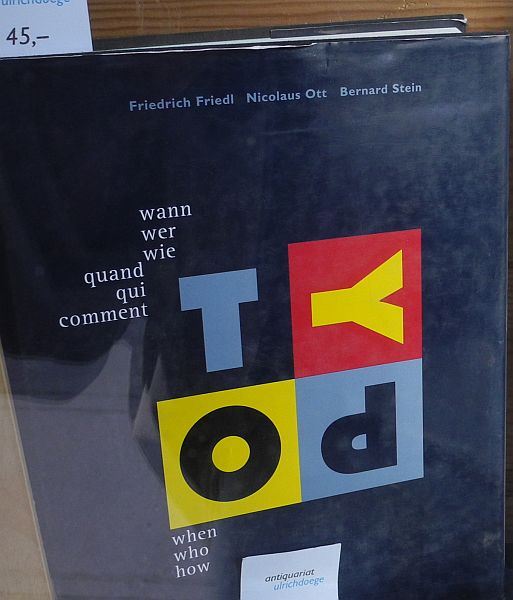 ulrichdoege
45,–
Friedrich Friedl Nicolaus Ott Bernard Stein
wann
wer
wie
quand
qui
comment
T Y
O P
when
who
how
antiquariat
ulrichdoege